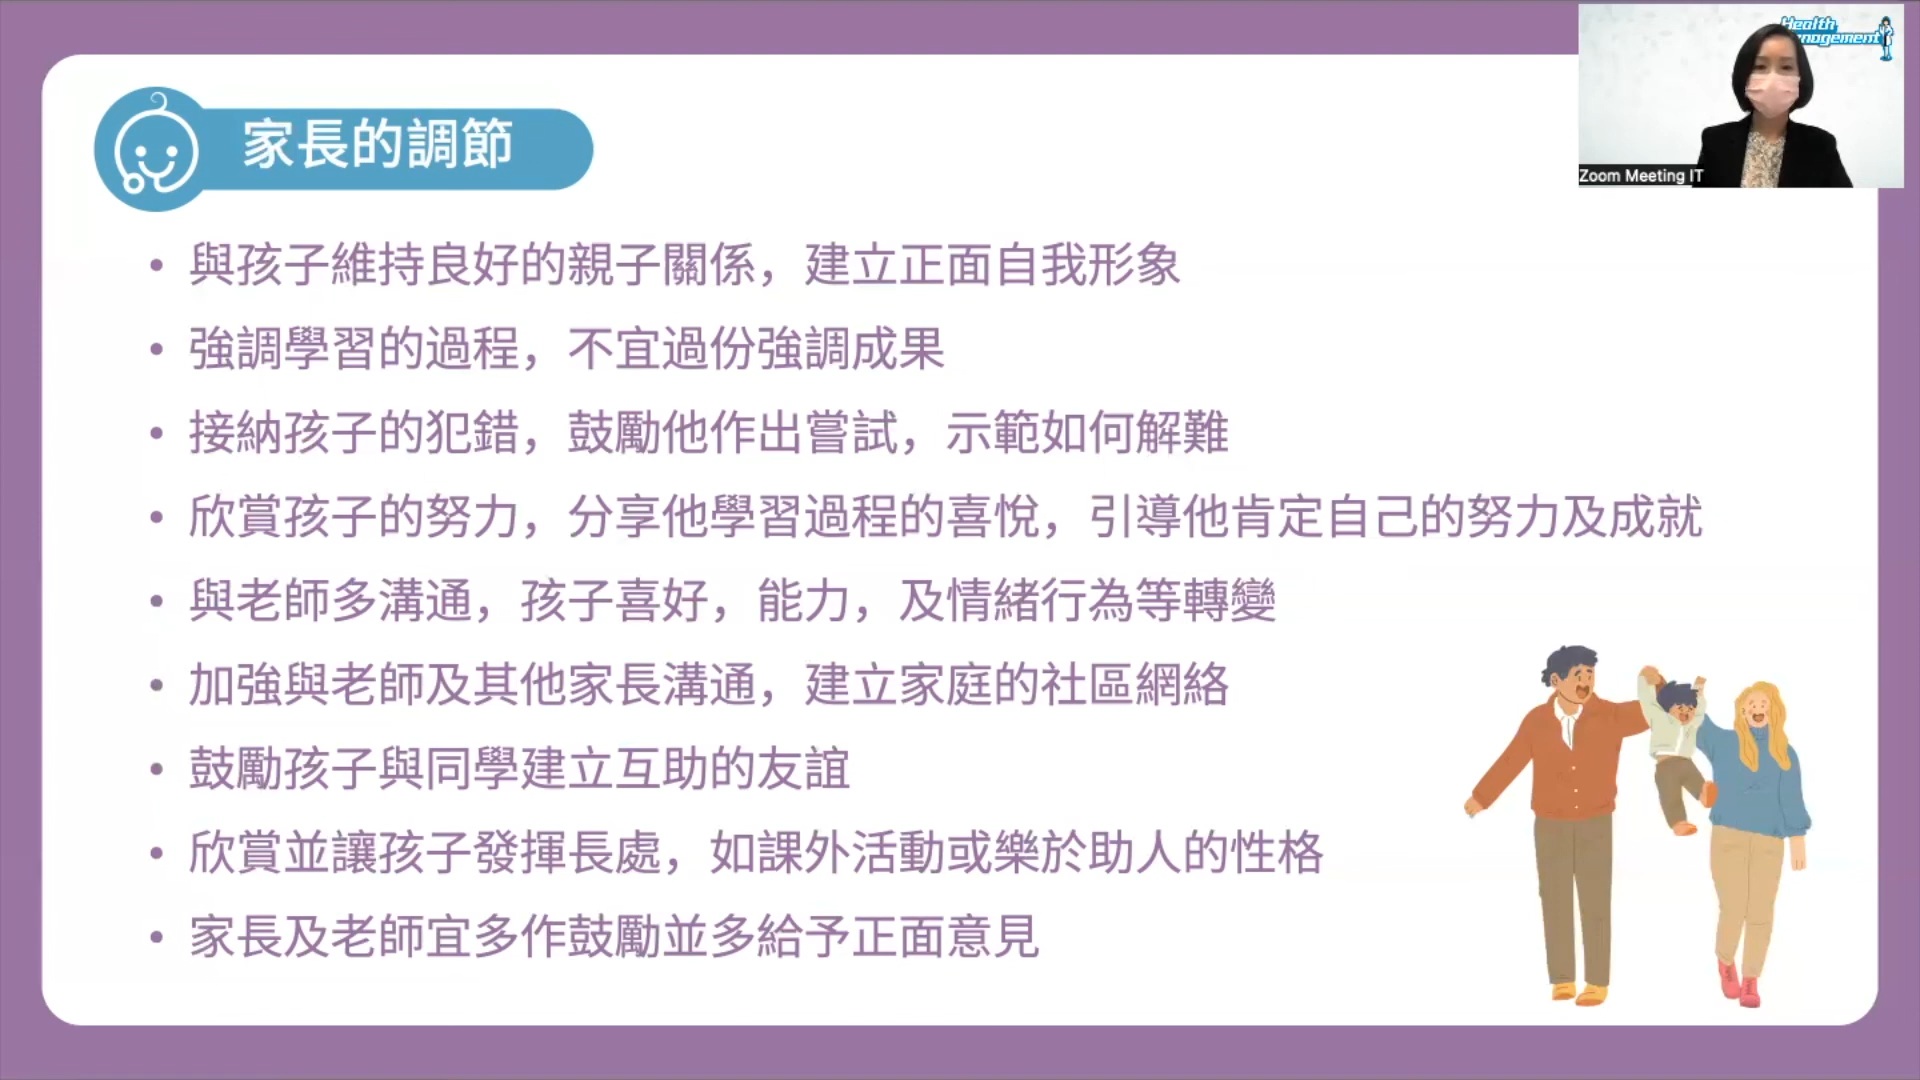 Health
Management
Zoom Meeting IT
家長的調節
• 與孩子維持良好的親子關係，建立正面自我形象
• 強調學習的過程，不宜過份強調成果
• 接納孩子的犯錯，鼓勵他作出嘗試，示範如何解難
• 欣賞孩子的努力，分享他學習過程的喜悅，引導他肯定自己的努力及成就
• 與老師多溝通，孩子喜好，能力，及情緒行為等轉變
• 加強與老師及其他家長溝通，建立家庭的社區網絡
• 鼓勵孩子與同學建立互助的友誼
• 欣賞並讓孩子發揮長處，如課外活動或樂於助人的性格
• 家長及老師宜多作鼓勵並多給予正面意見